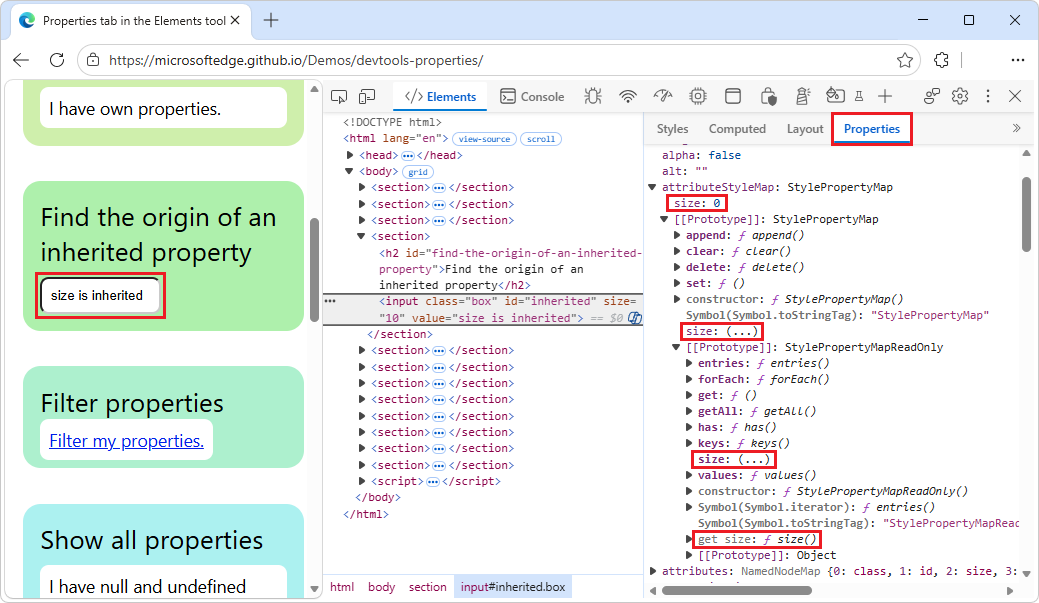 Properties tab in the Elements tool
https://microsoftedge.github.io/Demos/devtools-properties/
I have own properties.
Find the origin of an
inherited property
size is inherited
Filter properties
Filter my properties.
Show all properties
I have null and undefined
Elements
Console
<!DOCTYPE html>
<html lang="en"> view-source scroll
<head> ••• </head>
<body> grid
<section> ••• </section>
<section> ••• </section>
<section> ••• </section>
<section>
<h2 id="find-the-origin-of-an-inherited-
property">Find the origin of an
inherited property</h2>
••• <input class="box" id="inherited" size=
"10" value="size is inherited"> == $0
</section>
<section> ••• </section>
<section> ••• </section>
<section> ••• </section>
<section> ••• </section>
<section> ••• </section>
<section> ••• </section>
<section> ••• </section>
<section> ••• </section>
<script> ••• </script>
</body>
</html>
html body section input#inherited.box
Styles Computed Layout Properties
alpha: false
alt: ""
attributeStyleMap: StylePropertyMap
size: 0
[[Prototype]]: StylePropertyMap
append: ƒ append()
clear: ƒ clear()
delete: ƒ delete()
set: ƒ ()
constructor: ƒ StylePropertyMap()
Symbol(Symbol.toStringTag): "StylePropertyMap"
size: (...)
[[Prototype]]: StylePropertyMapReadOnly
entries: ƒ entries()
forEach: ƒ forEach()
get: ƒ ()
getAll: ƒ getAll()
has: ƒ has()
keys: ƒ keys()
size: (...)
values: ƒ values()
constructor: ƒ StylePropertyMapReadOnly()
Symbol(Symbol.iterator): ƒ entries()
Symbol(Symbol.toStringTag): "StylePropertyMapRead
get size: ƒ size()
[[Prototype]]: Object
attributes: NamedNodeMap {0: class, 1: id, 2: size, 3: